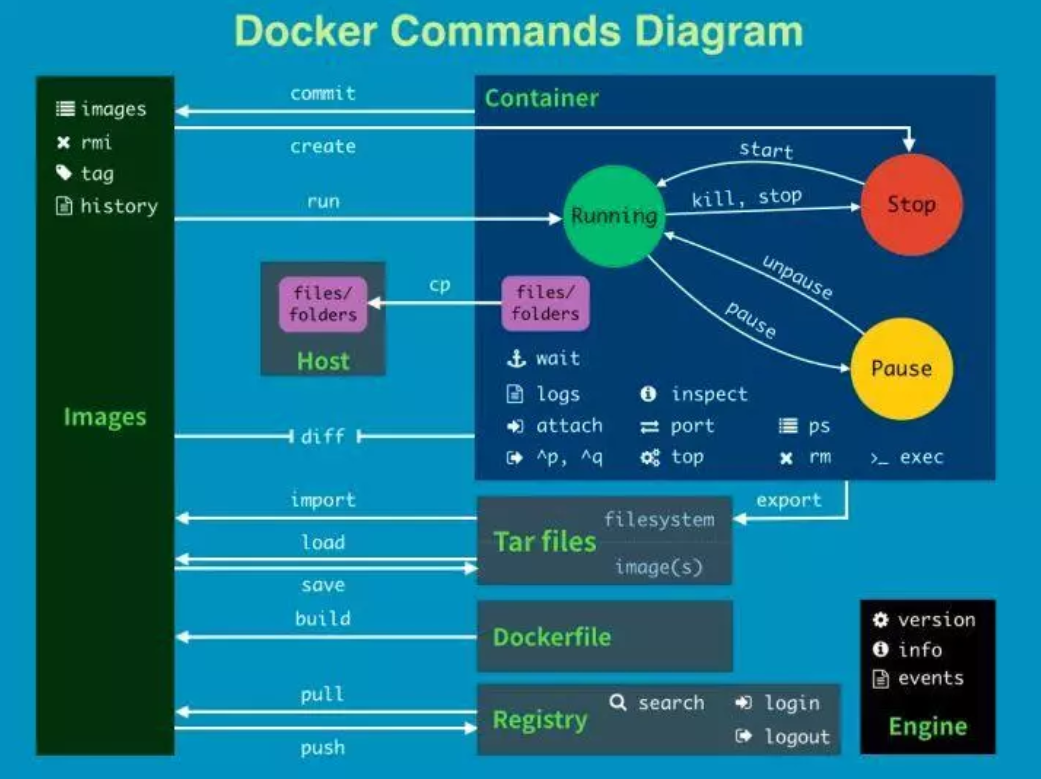 Docker Commands Diagram
images
rmi
tag
history
Images
commit
create
run
cp
files/
folders
Host
diff
import
load
save
build
pull
push
Container
Running
start
kill, stop
Stop
unpause
pause
Pause
files/
folders
wait
logs
inspect
attach
port
ps
^p, ^q
top
rm
>_ exec
export
Tar files
filesystem
image(s)
Dockerfile
Registry
search
login
logout
version
info
events
Engine